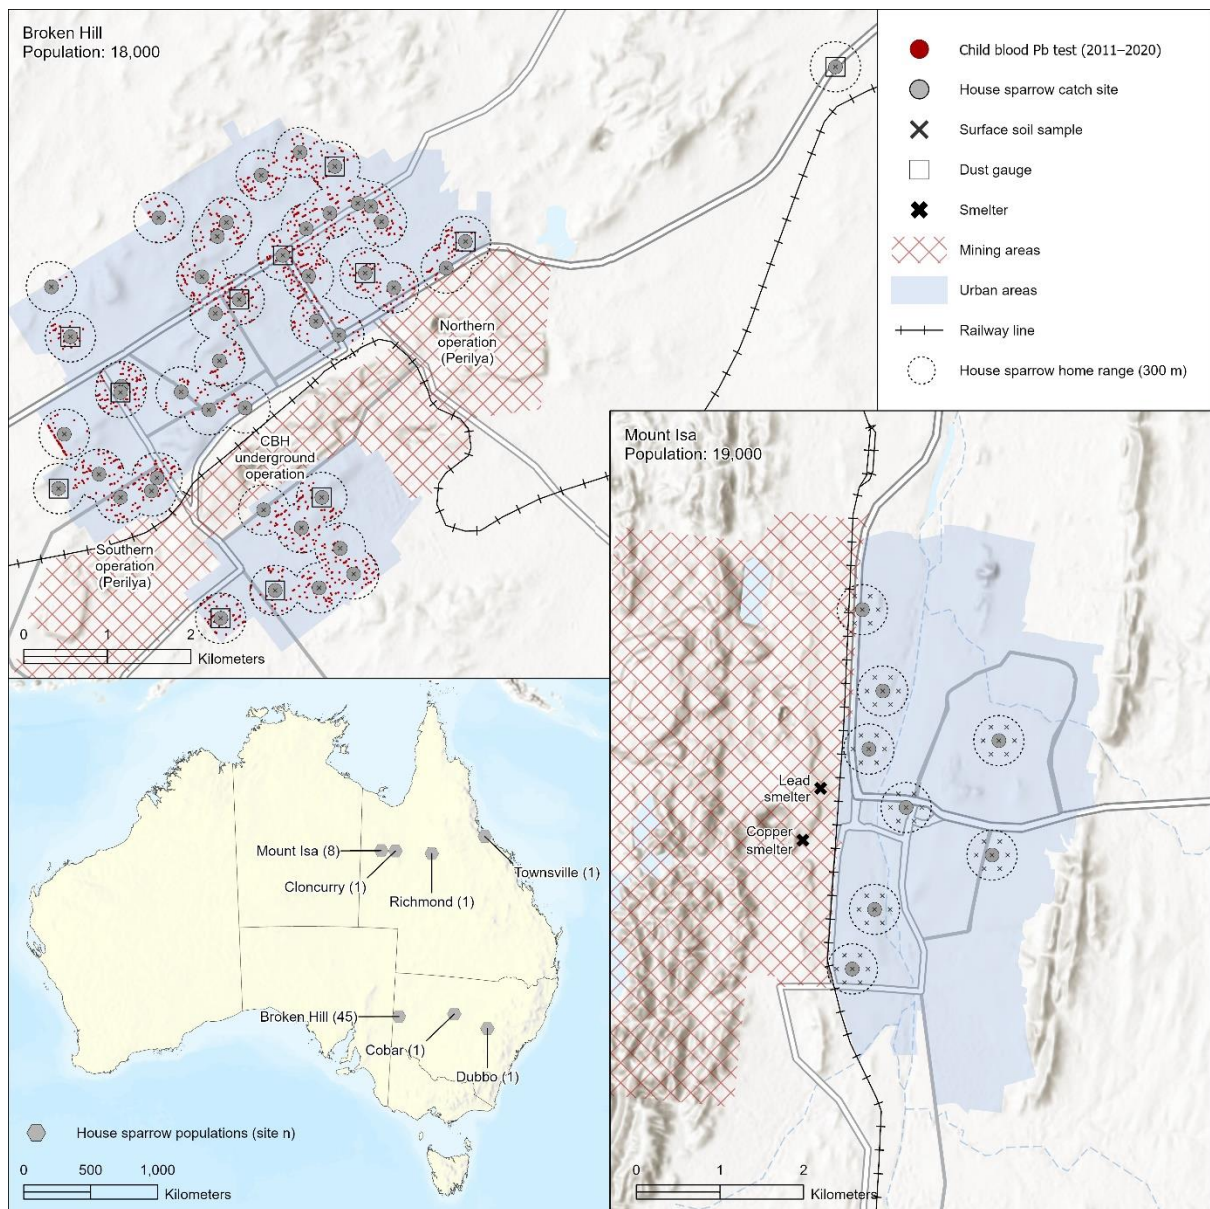 Broken Hill
Population: 18,000
Northern
operation
(Perilya)
CBH
underground
operation
Southern
operation
(Perilya)
0
1
2
Kilometers
Child blood Pb test (2011–2020)
House sparrow catch site
Surface soil sample
Dust gauge
Smelter
Mining areas
Urban areas
Railway line
House sparrow home range (300 m)
Mount Isa
Population: 19,000
Lead
smelter
Copper
smelter
0
1
2
Kilometers
Mount Isa (8)
Cloncurry (1)
Richmond (1)
Townsville (1)
Broken Hill (45)
Cobar (1)
Dubbo (1)
House sparrow populations (site n)
0
500
1,000
Kilometers